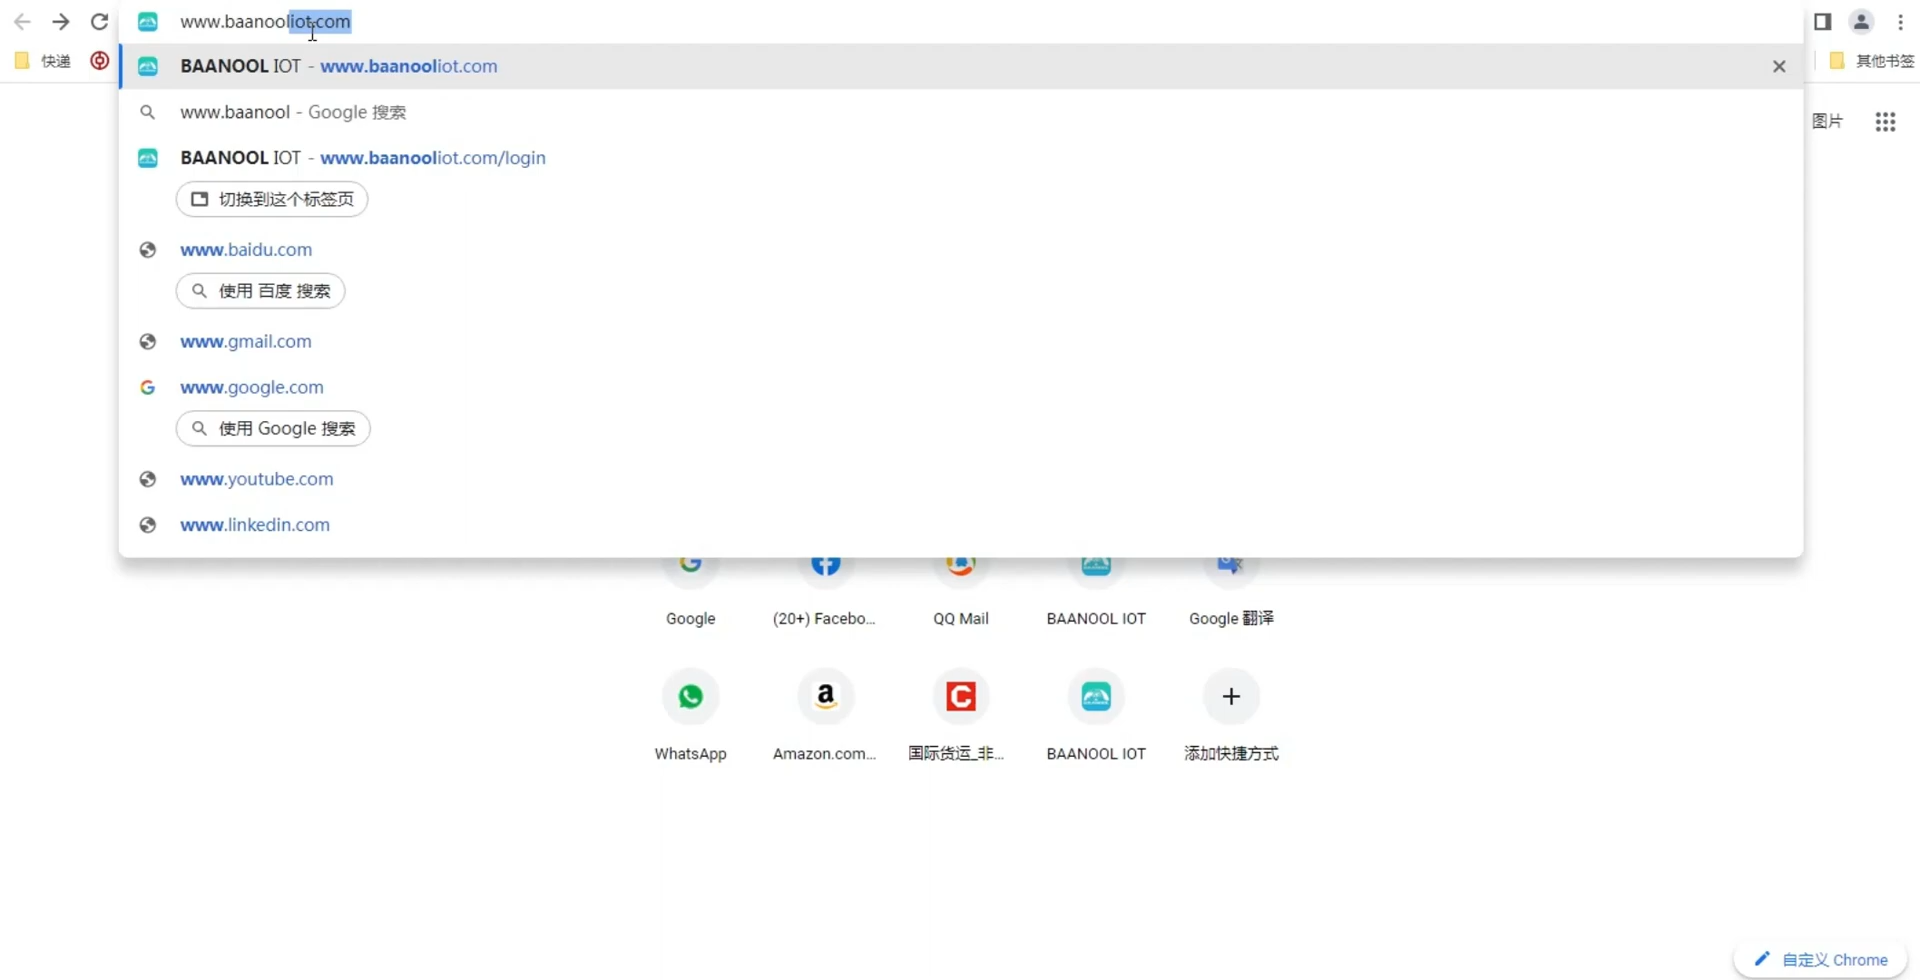 www.baanooliot.com
快递
BAANOOL IOT - www.baanooliot.com
其他书签
www.baanool - Google 搜索
图片
BAANOOL IOT - www.baanooliot.com/login
切换到这个标签页
www.baidu.com
使用 百度 搜索
www.gmail.com
www.google.com
使用 Google 搜索
www.youtube.com
www.linkedin.com
Google
(20+) Facebo...
QQ Mail
BAANOOL IOT
Google 翻译
WhatsApp
Amazon.com...
国际货运_非...
BAANOOL IOT
添加快捷方式
自定义 Chrome